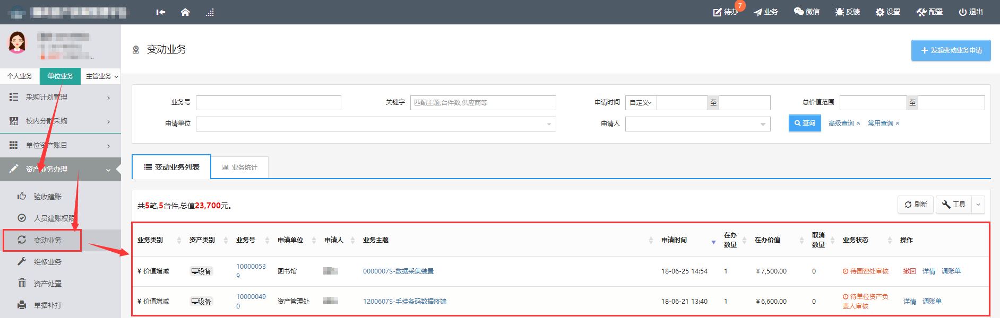 待办 7 业务 微信 反馈 设置 配置 退出
个人业务 单位业务 主管业务
采购计划管理
校内分散采购
单位资产账目
资产业务办理
验收建账
人员建账权限
变动业务
维修业务
资产处置
单据补打
变动业务
发起变动业务申请
业务号 关键字 匹配主题,台件数,供应商等 申请时间 自定义 至 总价值范围 至
申请单位 申请人 查询 高级查询 常用查询
变动业务列表 业务统计
共5笔,5台件,总值23,700元。
刷新 工具
业务类别 资产类别 业务号 申请单位 申请人 业务主题 申请时间 在办数量 在办价值 取消数量 业务状态 操作
¥ 价值增减 设备 100000539 图书馆 0000007S-数据采集装置 18-06-25 14:54 1 ¥7,500.00 0 待国资处审核 撤回 详情 调账单
¥ 价值增减 设备 100000490 资产管理处 1200607S-手持条码数据终端 18-06-21 13:40 1 ¥6,600.00 0 待单位资产负责人审核 详情 调账单